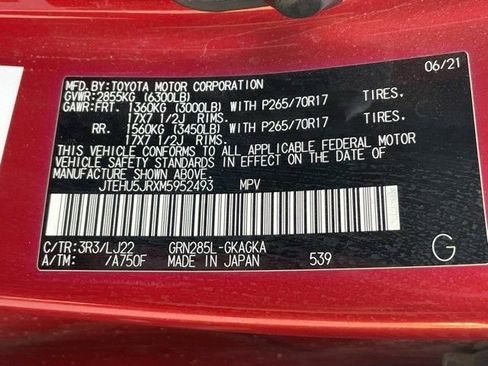 MFD. BY: TOYOTA MOTOR CORPORATION 06/21
GVWR: 2855KG (6300LB)
GAWR: FRT. 1360KG (3000LB) WITH P265/70R17 TIRES.
17X7 1/2J RIMS.
RR. 1560KG (3450LB) WITH P265/70R17 TIRES.
17X7 1/2J RIMS.
THIS VEHICLE CONFORMS TO ALL APPLICABLE FEDERAL MOTOR
VEHICLE SAFETY STANDARDS IN EFFECT ON THE DATE OF
MANUFACTURE SHOWN ABOVE.
JTEHU5JRXM5952493 MPV
C/TR: 3R3/LJ22 GRN285L-GKAGKA G
A/TM: /A750F MADE IN JAPAN 539